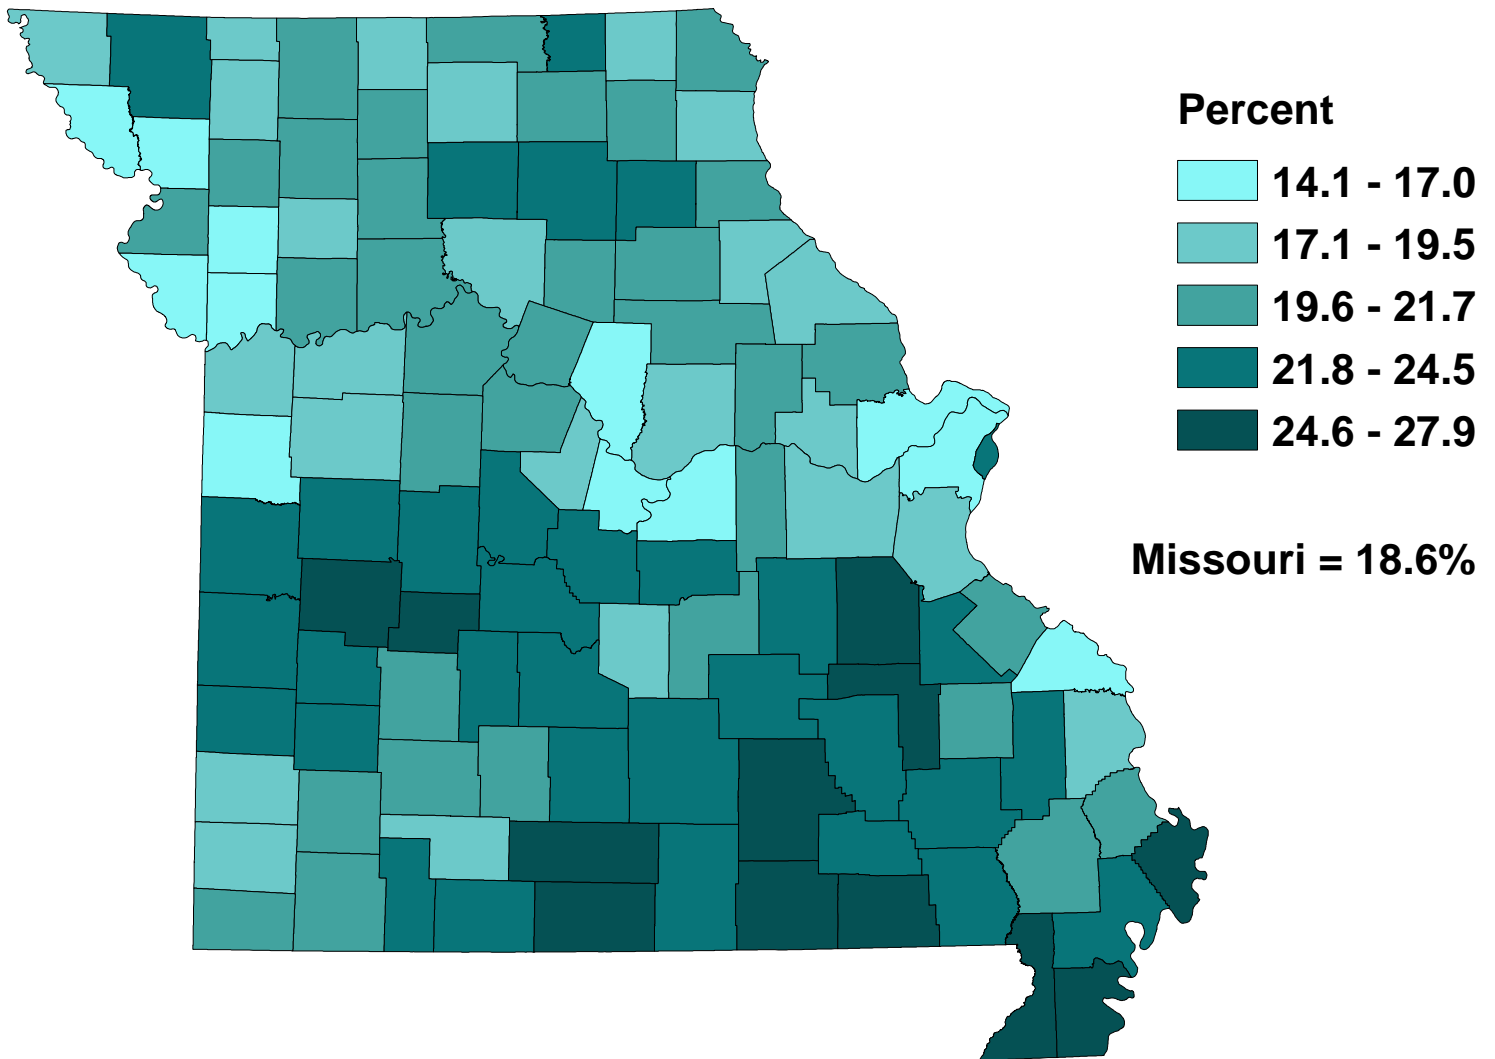 Percent
14.1 - 17.0
17.1 - 19.5
19.6 - 21.7
21.8 - 24.5
24.6 - 27.9
Missouri = 18.6%